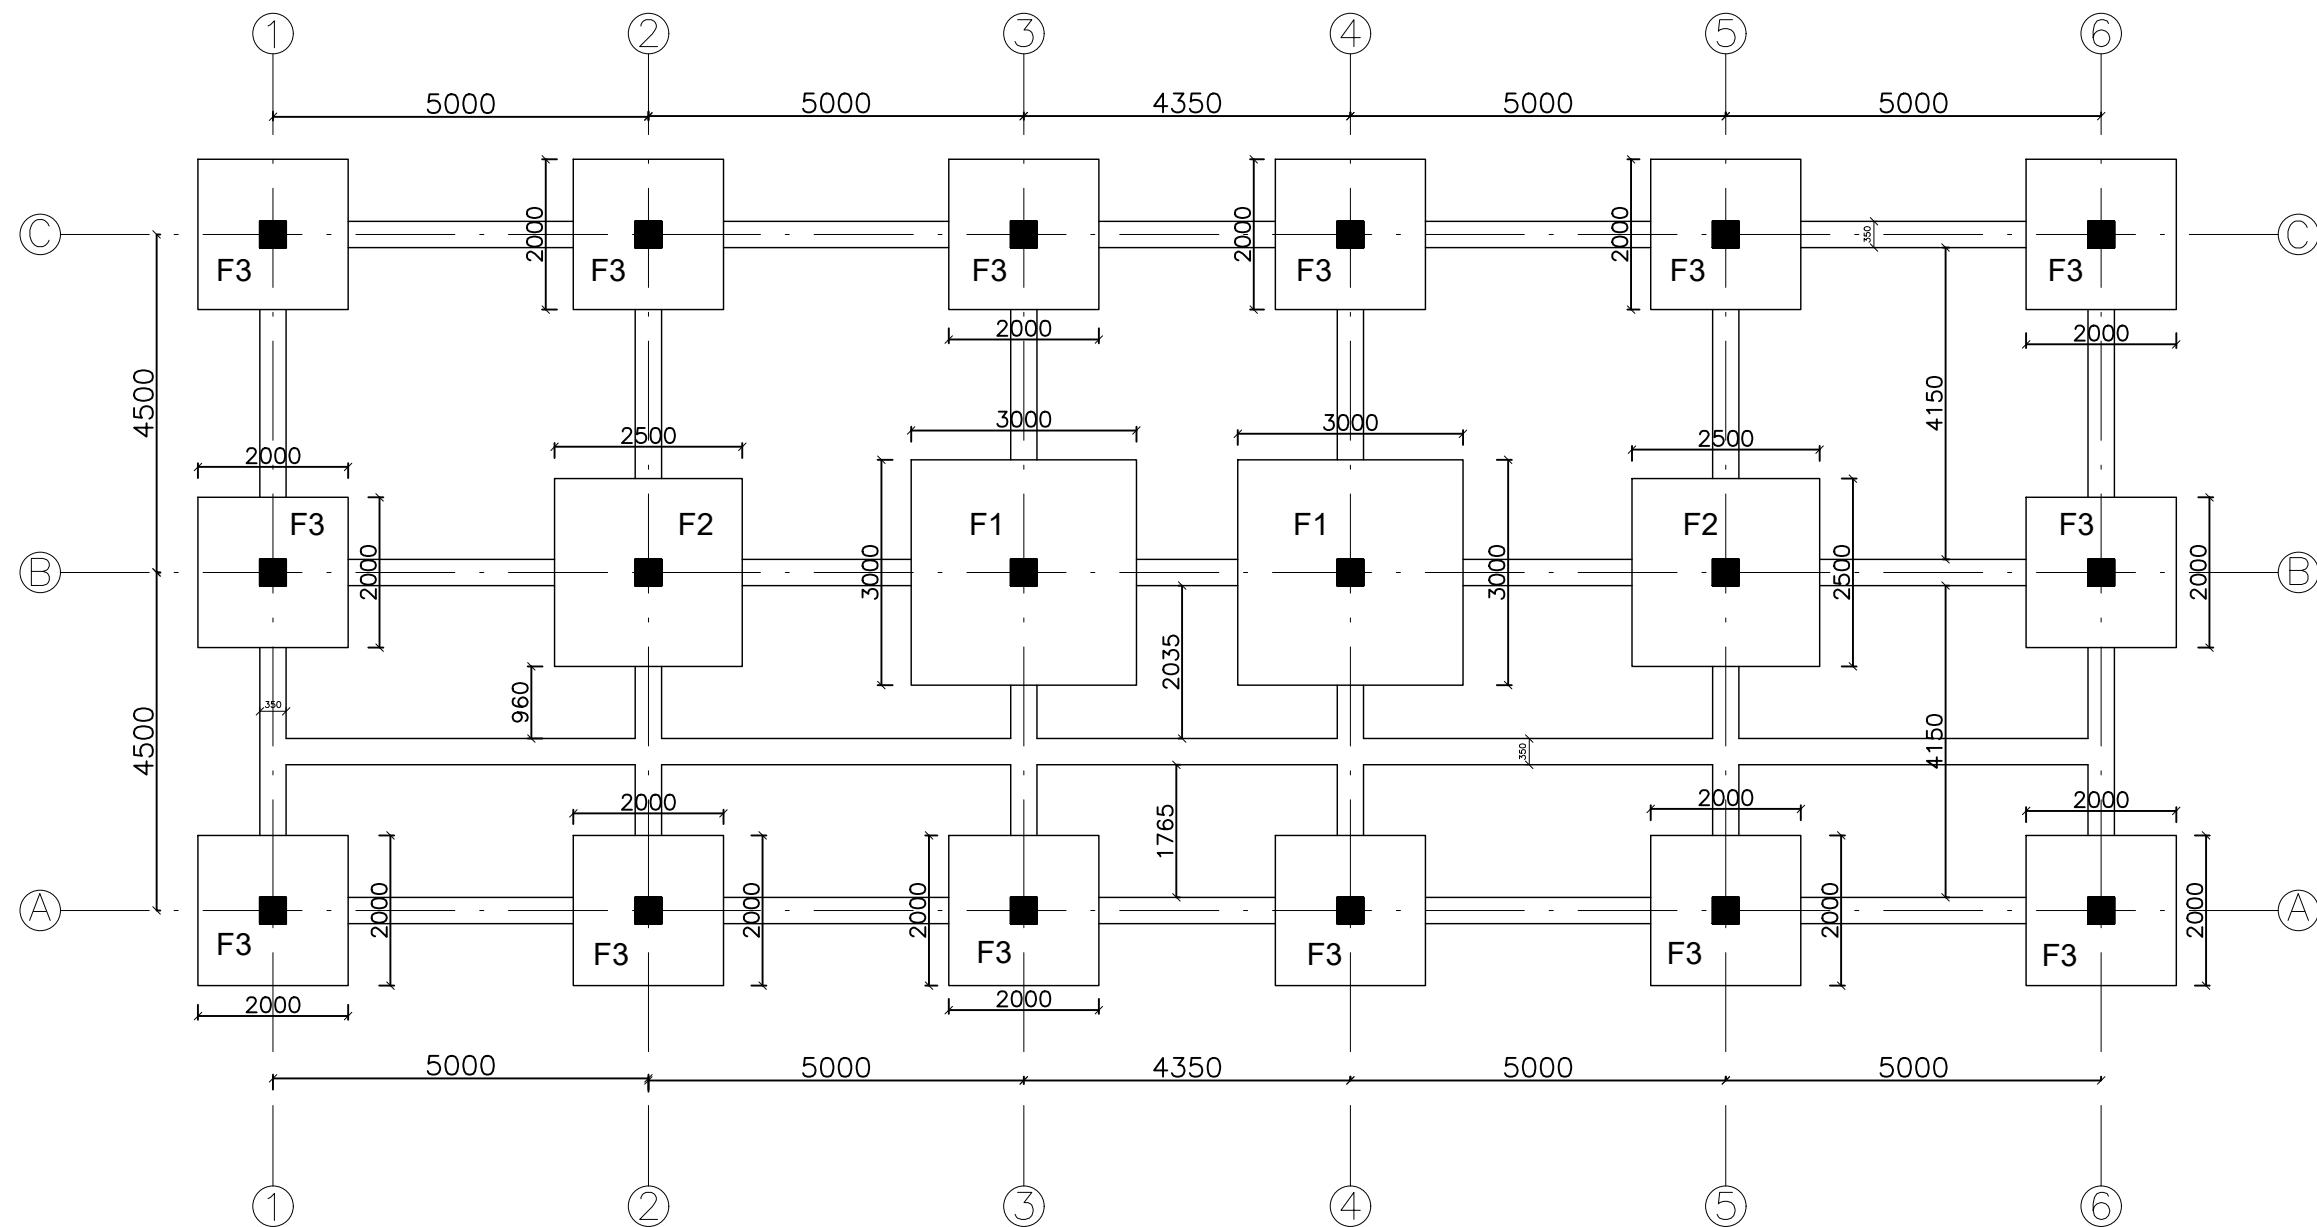 1 2 3 4 5 6
5000 5000 4350 5000 5000
C C
2000 2000 2000 350
F3 F3 F3 F3 F3 F3
2000 2000
4500 4150
3000 3000
2500 2500
2000
F3 F2 F1 F1 F2 F3
B B
2000 3000 3000 2500 2000
2035
960 350
4500 350 4150
2000 2000 2000
1765
A A
2000 2000 2000 2000 2000
F3 F3 F3 F3 F3 F3
2000 2000
5000 5000 4350 5000 5000
1 2 3 4 5 6